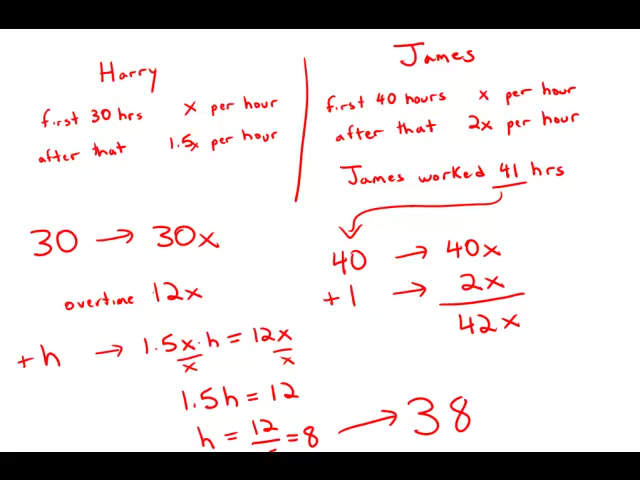 Harry
first 30 hrs x per hour
after that 1.5x per hour
James
first 40 hours x per hour
after that 2x per hour
James worked 41 hrs
30 → 30x
overtime 12x
+h → 1.5x·h = 12x
x x
1.5h = 12
h = 12 = 8 → 38
40 → 40x
+1 → 2x
42x